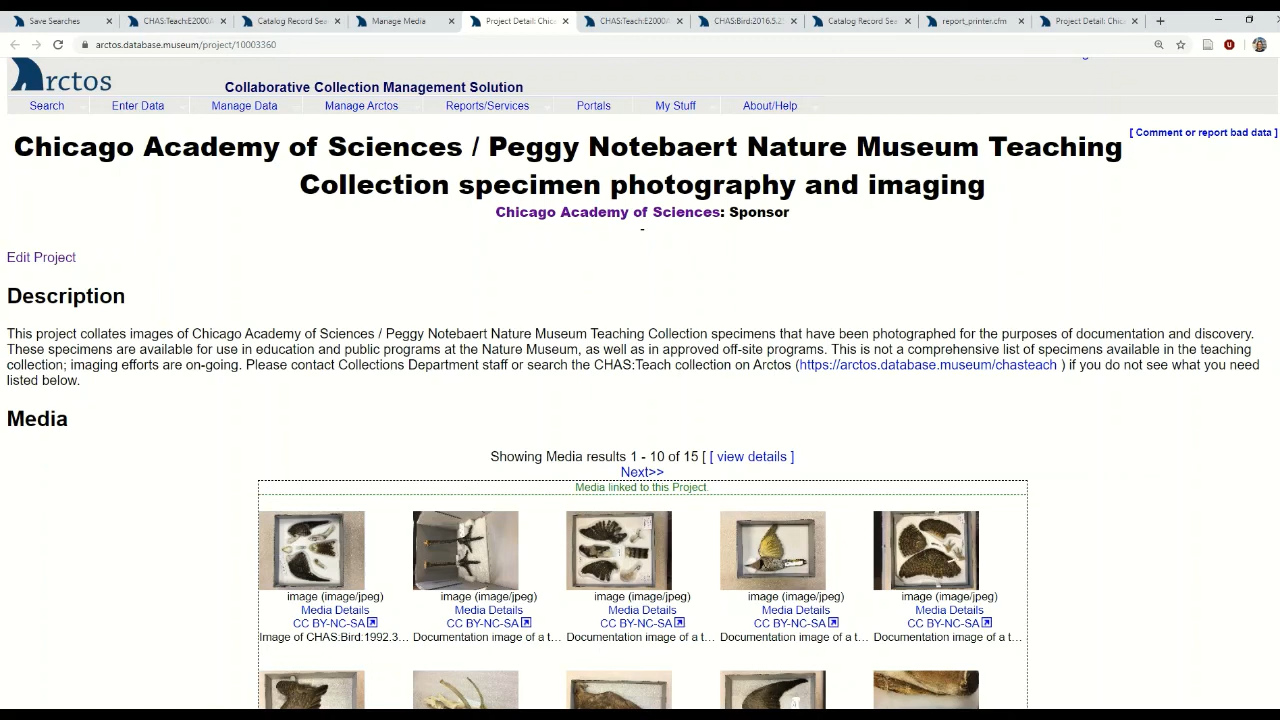 Save Searches
CHAS:Teach:E2000
Catalog Record Sea
Manage Media
Project Detail: Chic
CHAS:Teach:E2000
CHAS:Bird:2016.5.2
Catalog Record Sea
report_printer.cfm
Project Detail: Chic
arctos.database.museum/project/10003360
Arctos
Collaborative Collection Management Solution
Search
Enter Data
Manage Data
Manage Arctos
Reports/Services
Portals
My Stuff
About/Help
[ Comment or report bad data ]
Chicago Academy of Sciences / Peggy Notebaert Nature Museum Teaching
Collection specimen photography and imaging
Chicago Academy of Sciences: Sponsor
-
Edit Project
Description
This project collates images of Chicago Academy of Sciences / Peggy Notebaert Nature Museum Teaching Collection specimens that have been photographed for the purposes of documentation and discovery.
These specimens are available for use in education and public programs at the Nature Museum, as well as in approved off-site programs. This is not a comprehensive list of specimens available in the teaching
collection; imaging efforts are on-going. Please contact Collections Department staff or search the CHAS:Teach collection on Arctos (https://arctos.database.museum/chasteach ) if you do not see what you need
listed below.
Media
Showing Media results 1 - 10 of 15 [ [ view details ]
Next>>
Media linked to this Project.
image (image/jpeg)
Media Details
CC BY-NC-SA
Image of CHAS:Bird:1992.3...
image (image/jpeg)
Media Details
CC BY-NC-SA
Documentation image of a t...
image (image/jpeg)
Media Details
CC BY-NC-SA
Documentation image of a t...
image (image/jpeg)
Media Details
CC BY-NC-SA
Documentation image of a t...
image (image/jpeg)
Media Details
CC BY-NC-SA
Documentation image of a t...